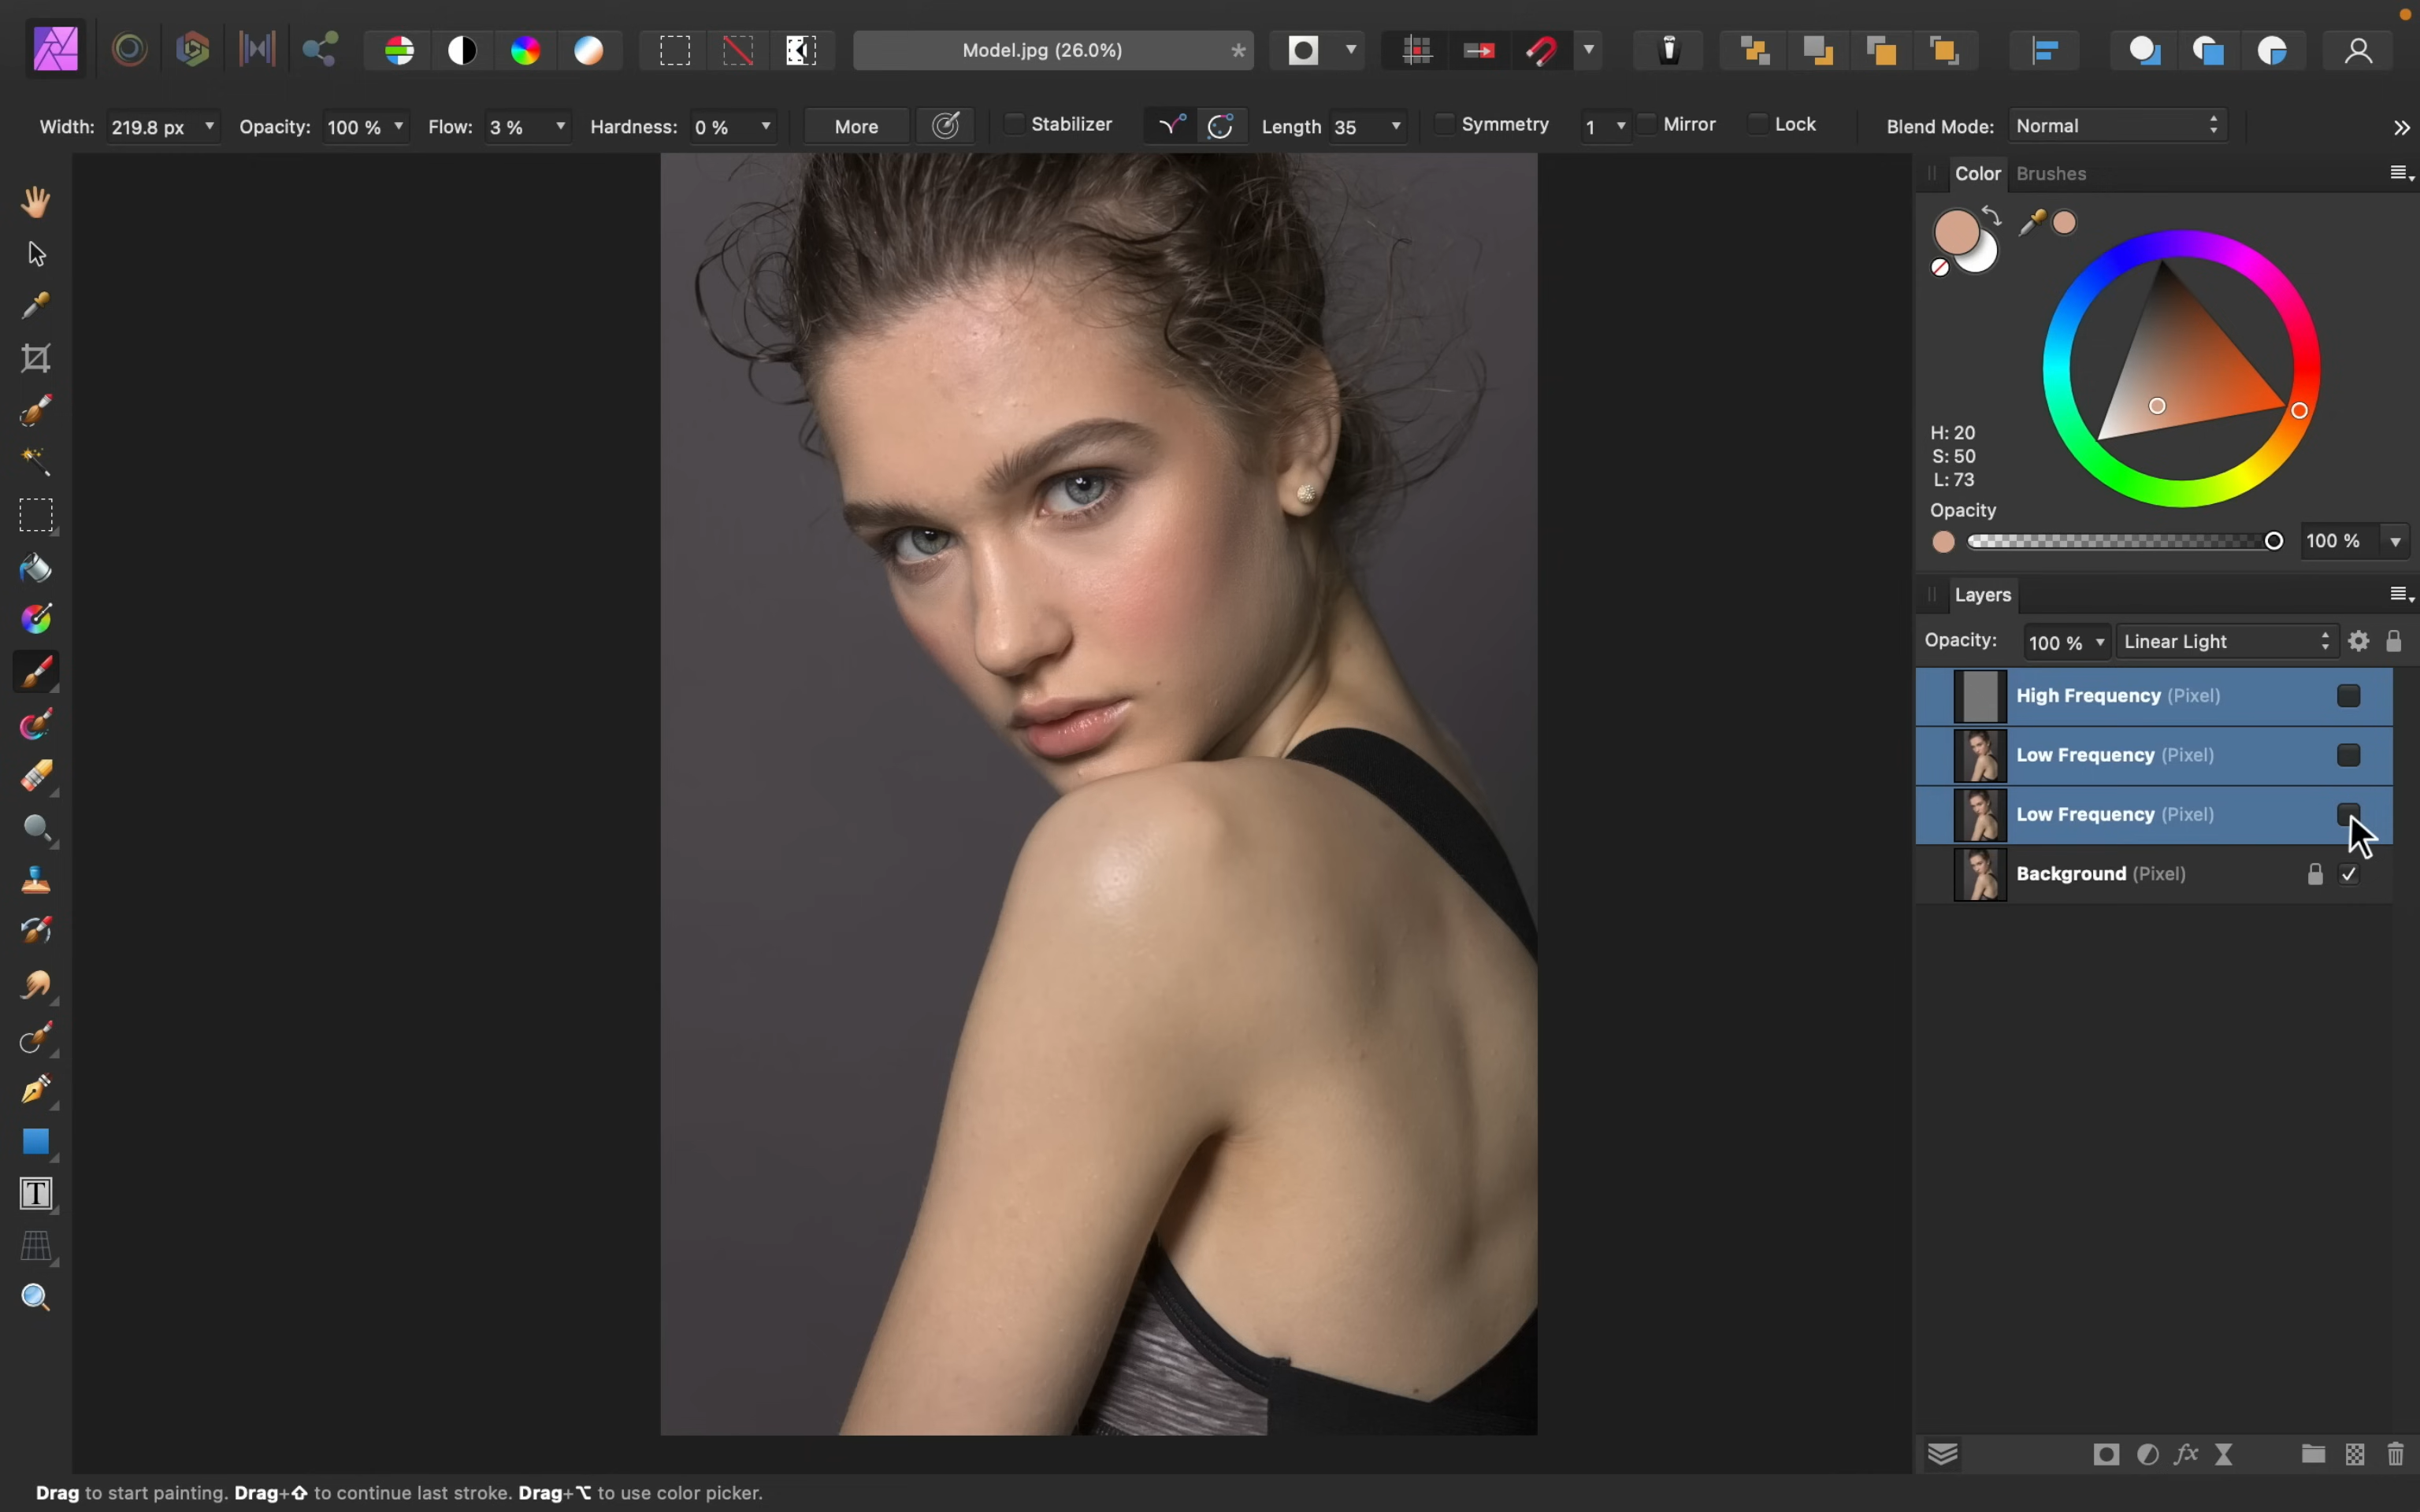 Model.jpg (26.0%) *
Width: 219.8 px Opacity: 100 % Flow: 3 % Hardness: 0 % More Stabilizer Length 35 Symmetry 1 Mirror Lock Blend Mode: Normal
Color Brushes
H: 20
S: 50
L: 73
Opacity
100 %
Layers
Opacity: 100 % Linear Light
High Frequency (Pixel)
Low Frequency (Pixel)
Low Frequency (Pixel)
Background (Pixel)
fx
T
Drag to start painting. Drag+⇧ to continue last stroke. Drag+⌥ to use color picker.